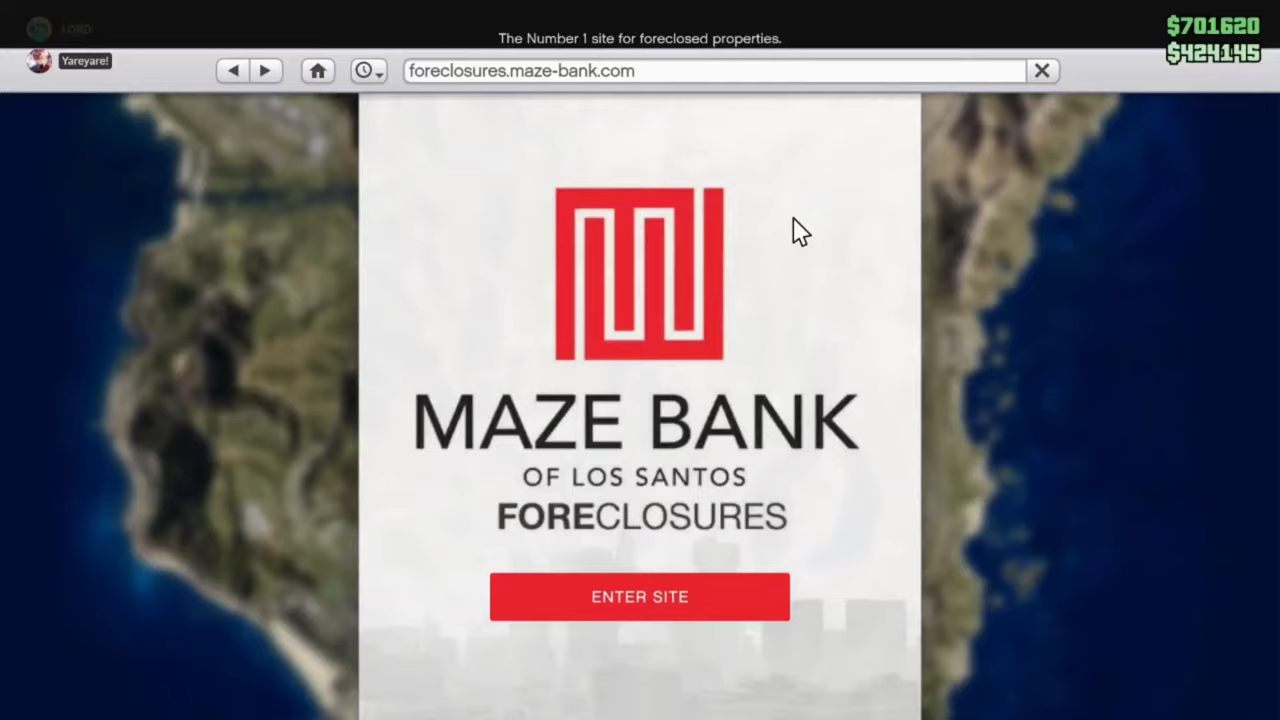 LORD
The Number 1 site for foreclosed properties.
$701620
$424145
Yareyare!
foreclosures.maze-bank.com
MAZE BANK
OF LOS SANTOS
FORECLOSURES
ENTER SITE